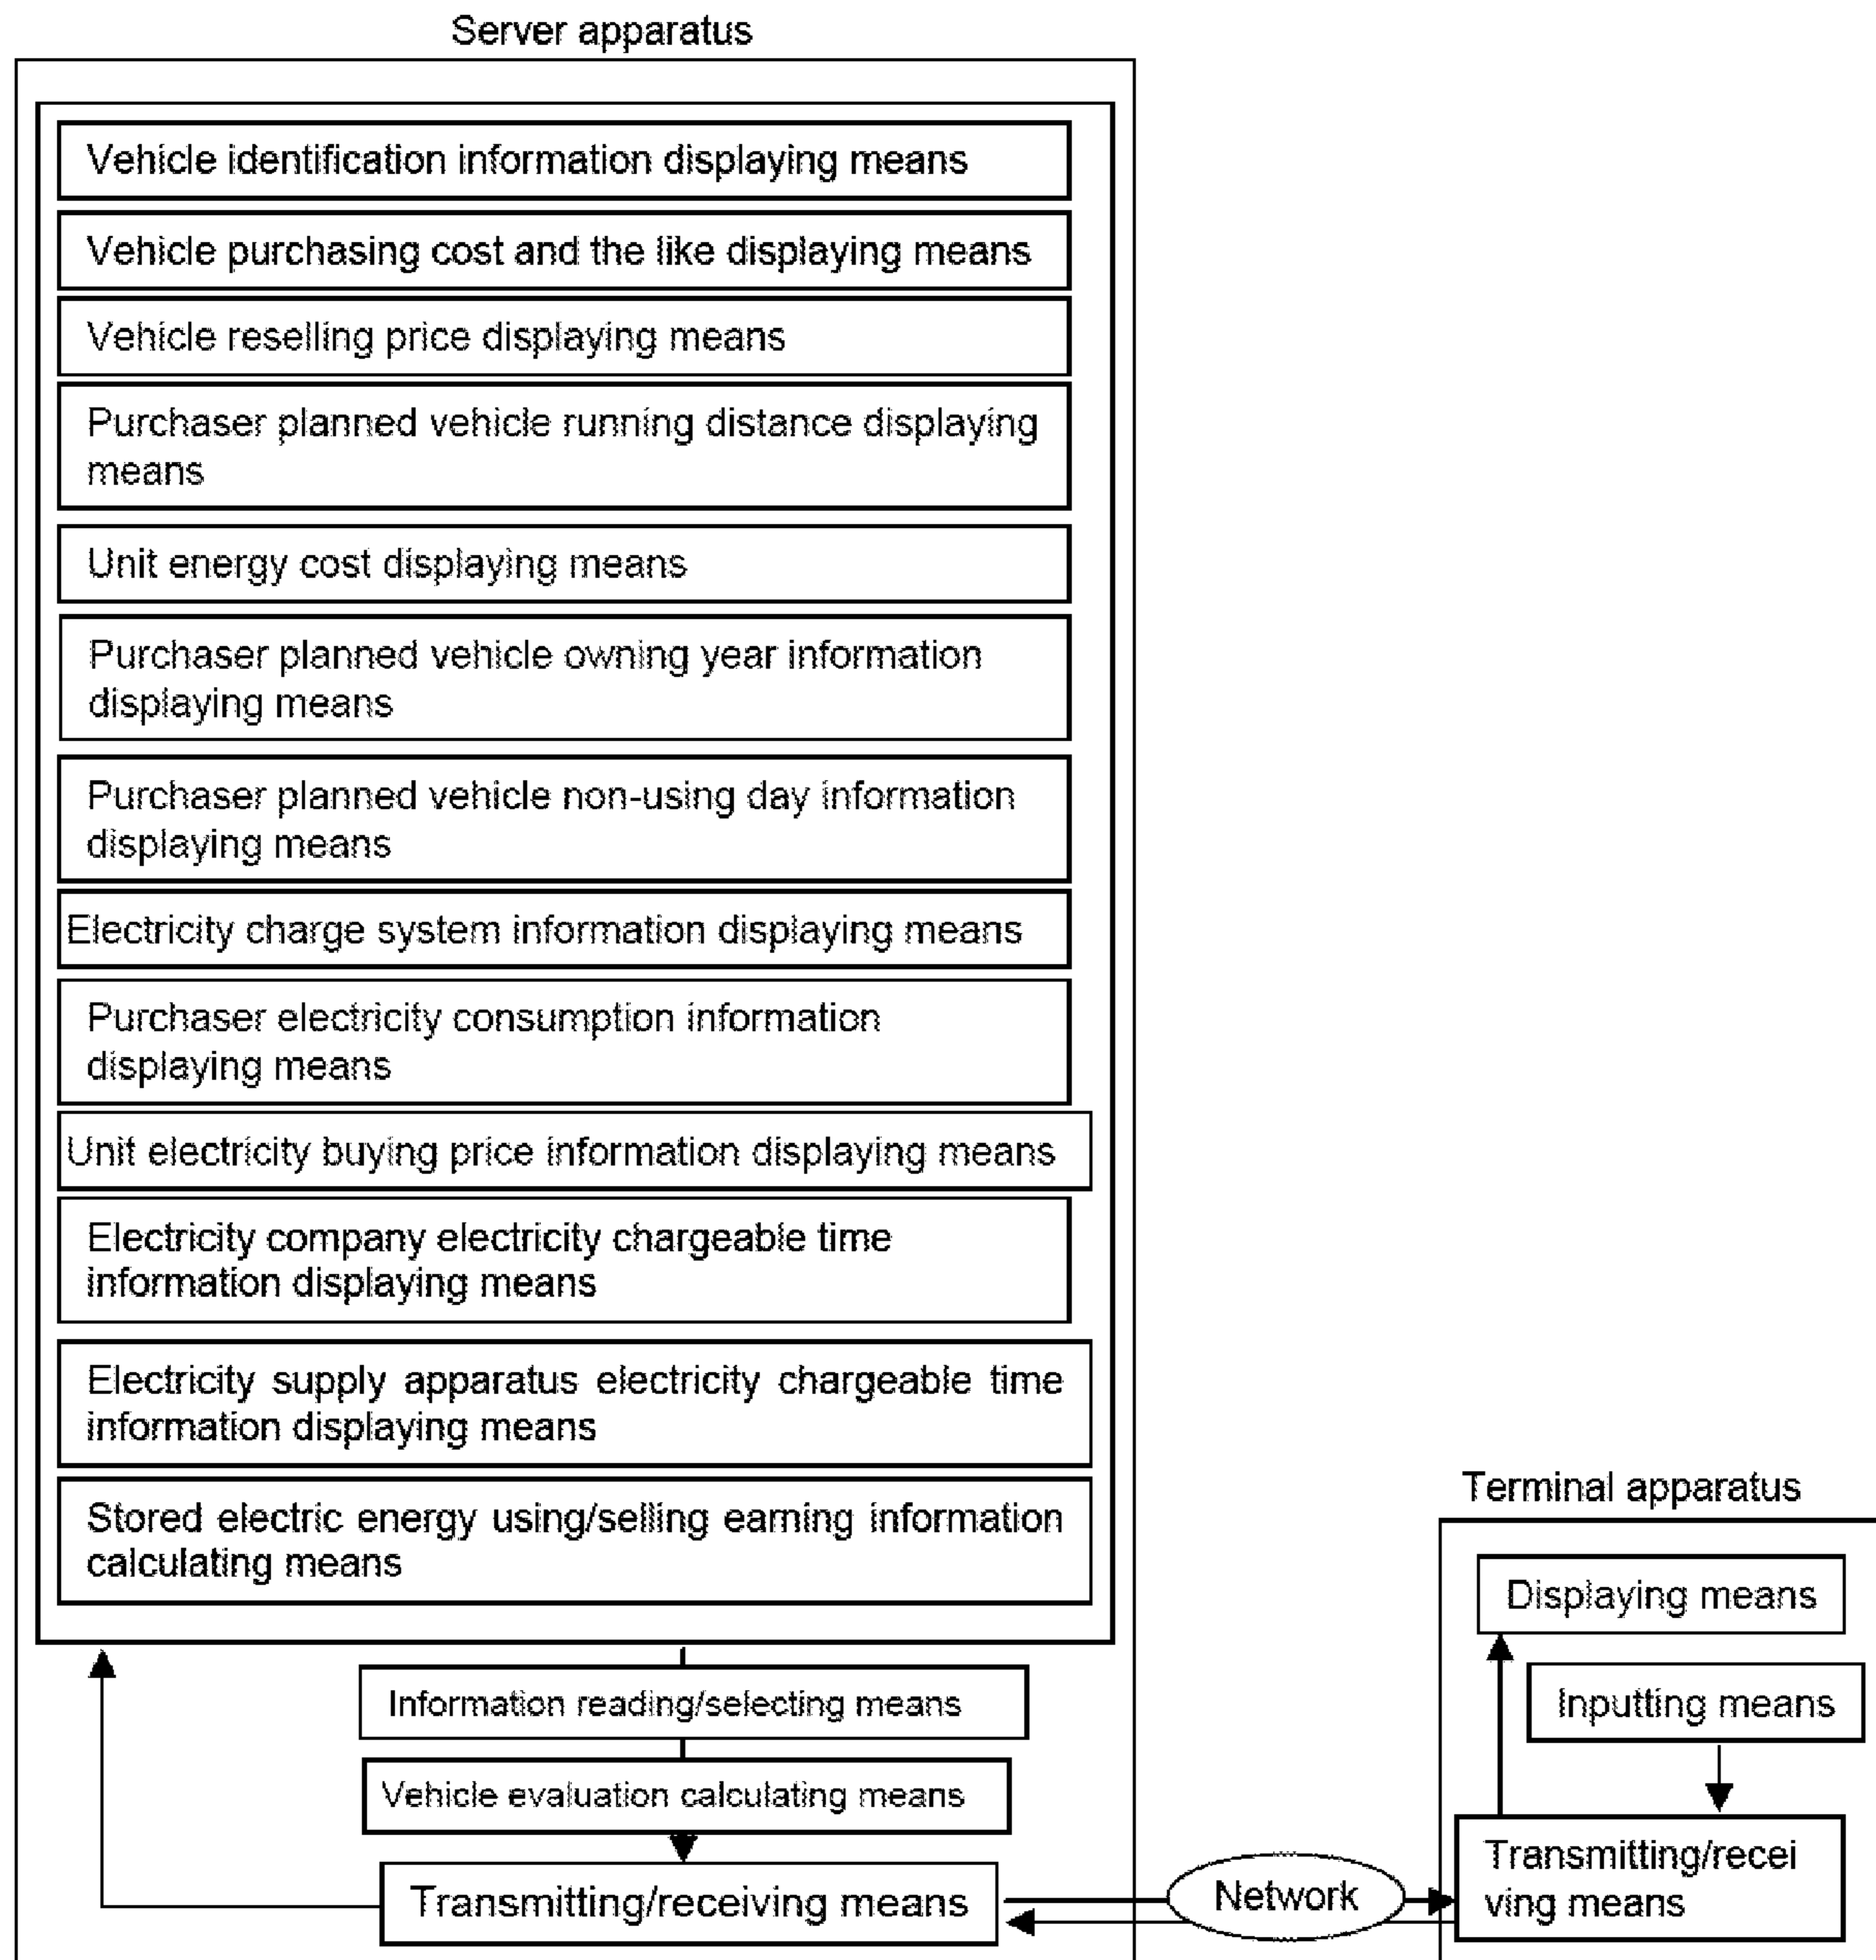 Server apparatus
Vehicle identification information displaying means
Vehicle purchasing cost and the like displaying means
Vehicle reselling price displaying means
Purchaser planned vehicle running distance displaying
means
Unit energy cost displaying means
Purchaser planned vehicle owning year information
displaying means
Purchaser planned vehicle non-using day information
displaying means
Electricity charge system information displaying means
Purchaser electricity consumption information
displaying means
Unit electricity buying price information displaying means
Electricity company electricity chargeable time
information displaying means
Electricity supply apparatus electricity chargeable time
information displaying means
Stored electric energy using/selling earning information
calculating means
Information reading/selecting means
Vehicle evaluation calculating means
Transmitting/receiving means
Network
Terminal apparatus
Displaying means
Inputting means
Transmitting/recei
ving means